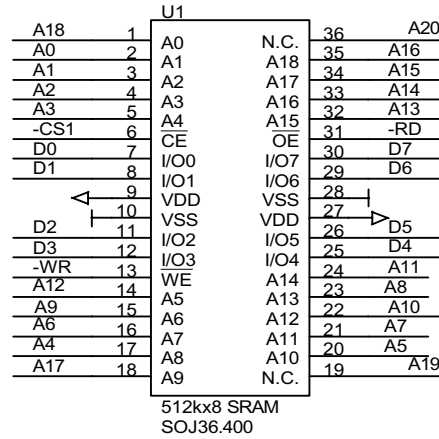 U1
A18 1 A0 N.C. 36 A20
A0 2 A1 A18 35 A16
A1 3 A2 A17 34 A15
A2 4 A3 A16 33 A14
A3 5 A4 A15 32 A13
-CS1 6 CE OE 31 -RD
D0 7 I/O0 I/O7 30 D7
D1 8 I/O1 I/O6 29 D6
9 VDD VSS 28
10 VSS VDD 27
D2 11 I/O2 I/O5 26 D5
D3 12 I/O3 I/O4 25 D4
-WR 13 WE A14 24 A11
A12 14 A5 A13 23 A8
A9 15 A6 A12 22 A10
A6 16 A7 A11 21 A7
A4 17 A8 A10 20 A5
A17 18 A9 N.C. 19 A19
512kx8 SRAM
SOJ36.400